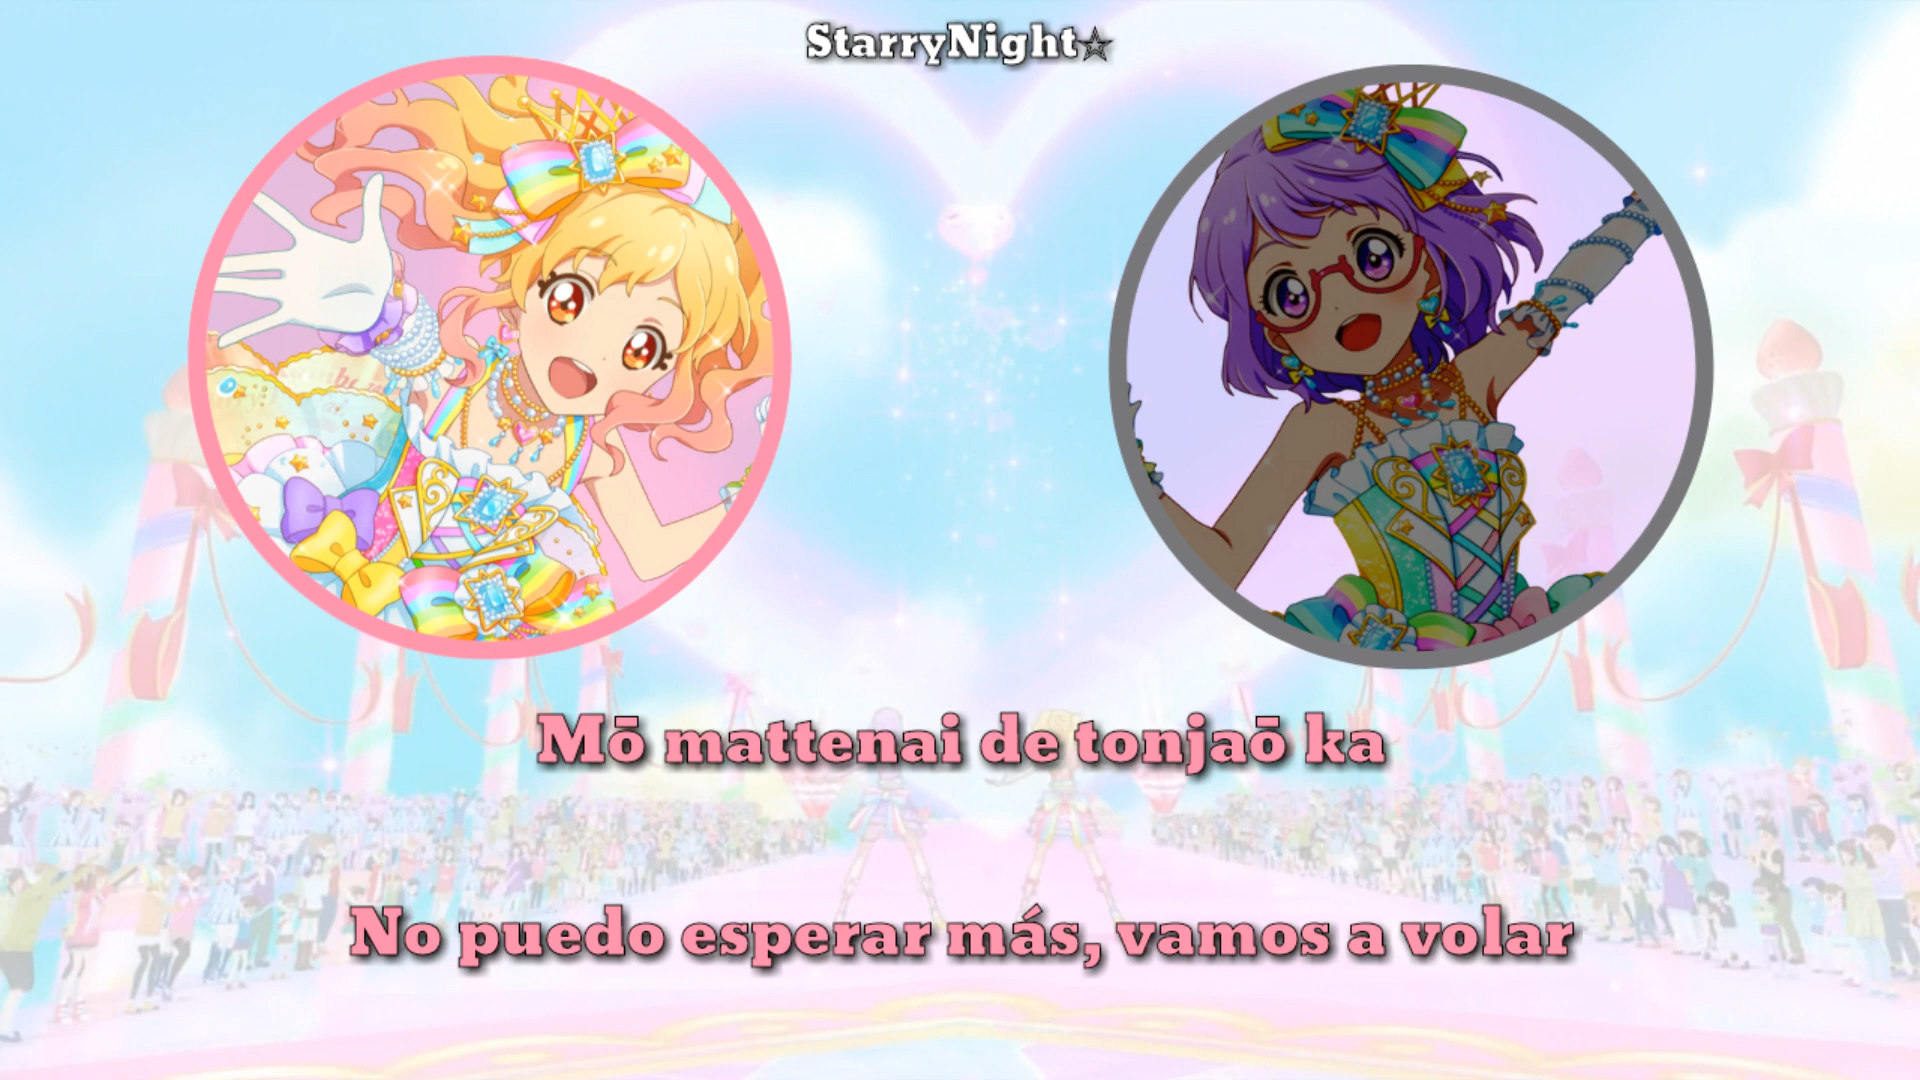 StarryNight☆
Mō mattenai de tonjaō ka
No puedo esperar más, vamos a volar